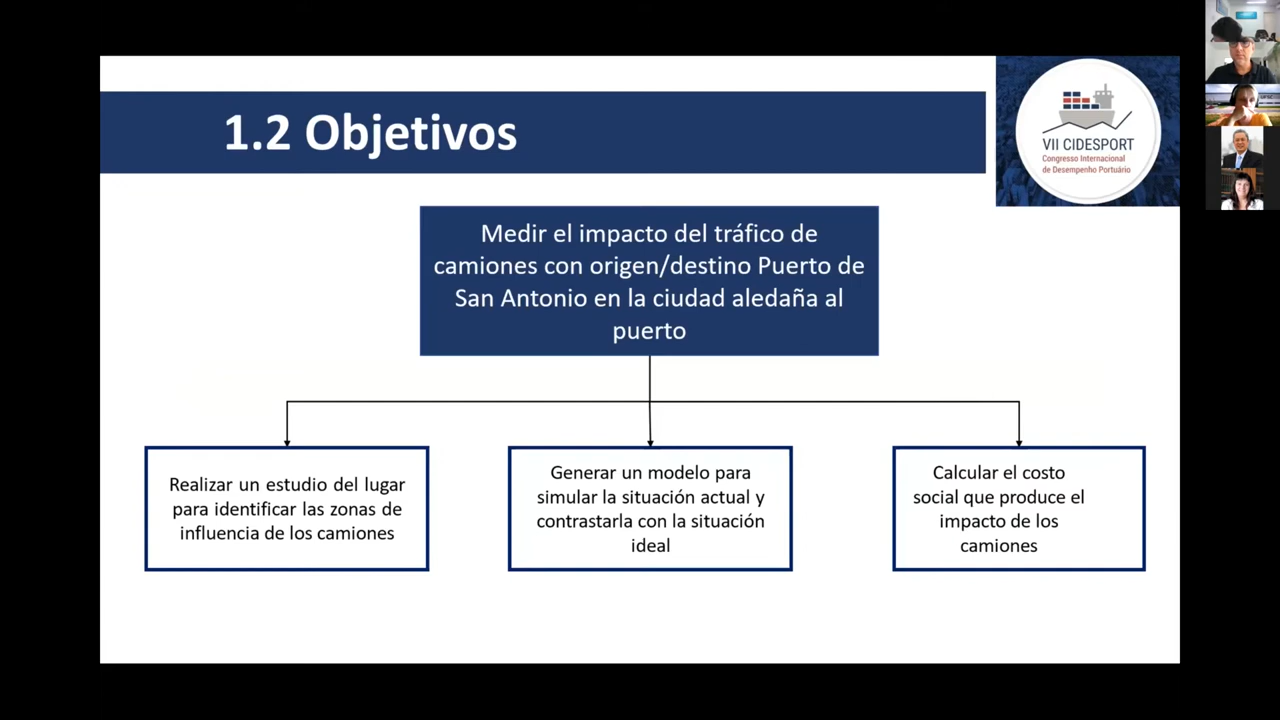 1.2 Objetivos
VII CIDESPORT
Congresso Internacional
de Desempenho Portuário
Medir el impacto del tráfico de
camiones con origen/destino Puerto de
San Antonio en la ciudad aledaña al
puerto
Realizar un estudio del lugar
para identificar las zonas de
influencia de los camiones
Generar un modelo para
simular la situación actual y
contrastarla con la situación
ideal
Calcular el costo
social que produce el
impacto de los
camiones